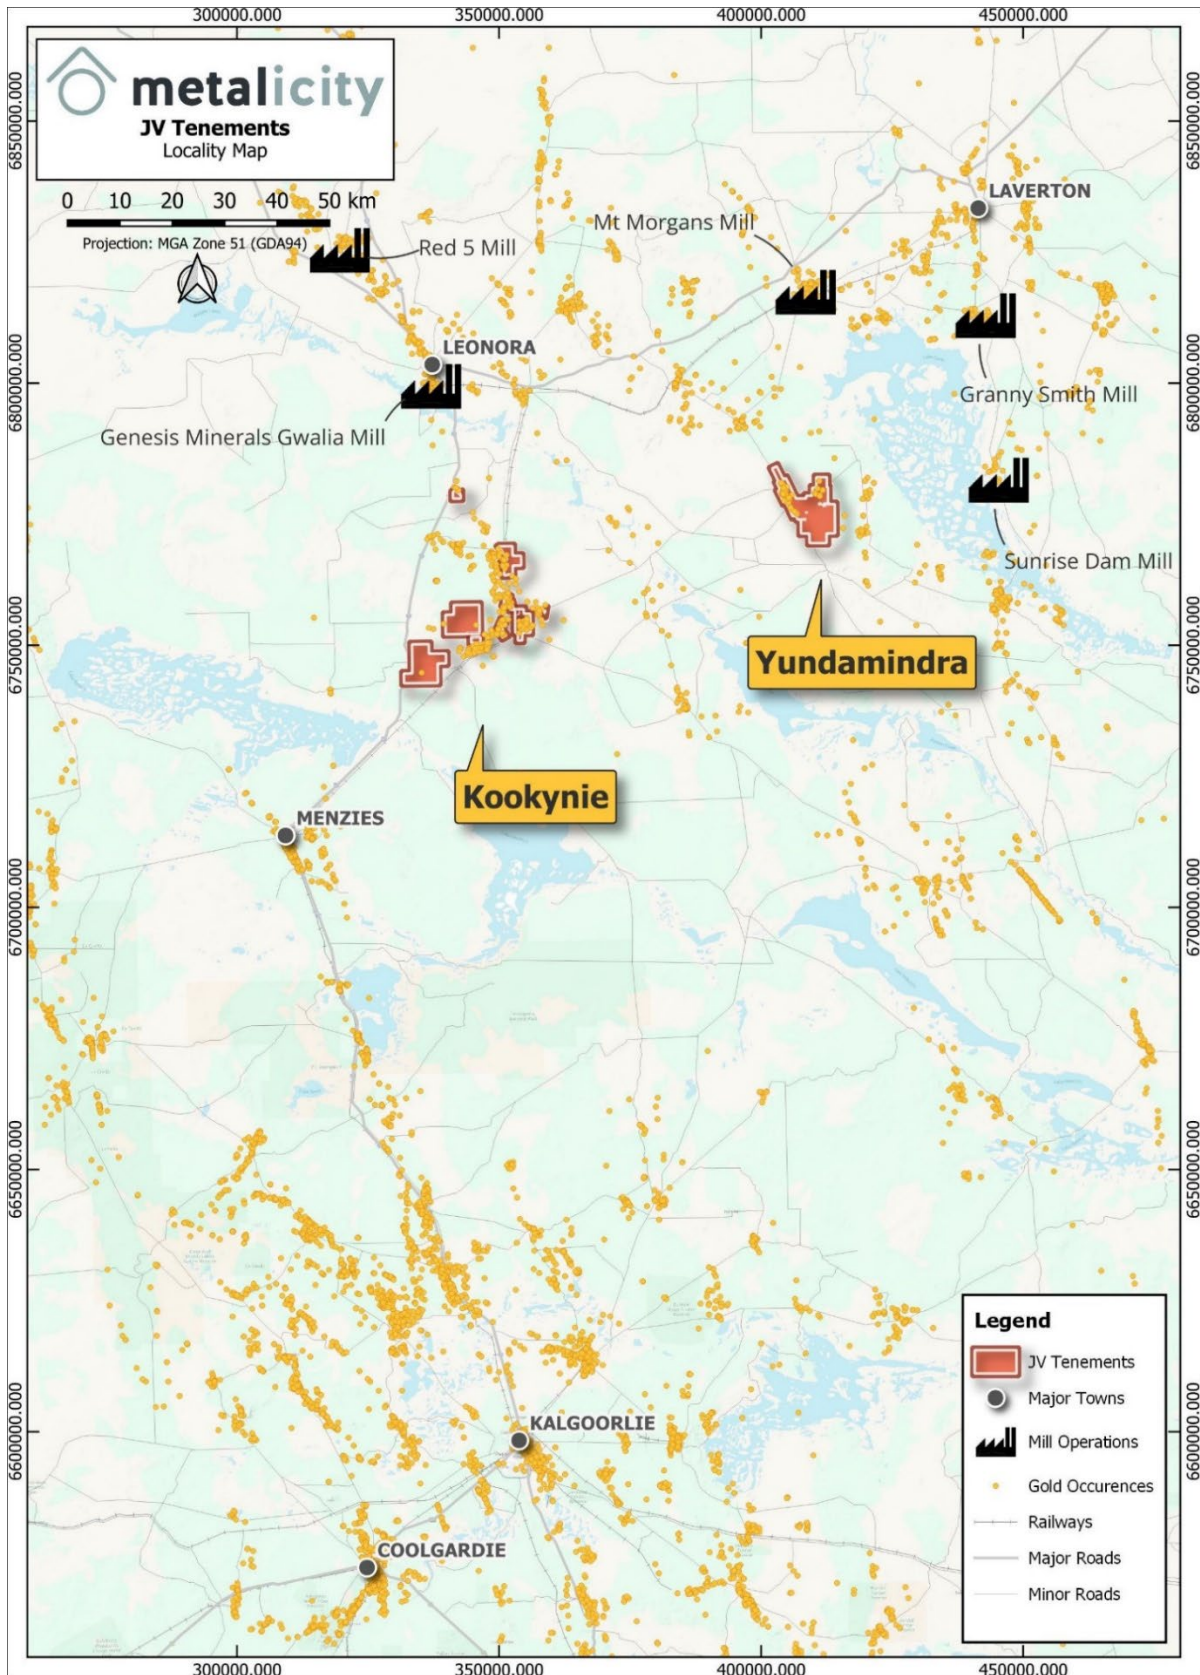 300000.000 350000.000 400000.000 450000.000
metalicity
JV Tenements
Locality Map
6850000.000 6850000.000
0 10 20 30 40 50 km
Projection: MGA Zone 51 (GDA94)
LAVERTON
Mt Morgans Mill
Red 5 Mill
LEONORA
6800000.000 6800000.000
Granny Smith Mill
Genesis Minerals Gwalia Mill
Sunrise Dam Mill
6750000.000 6750000.000
Yundamindra
Kookynie
MENZIES
6700000.000 6700000.000
6650000.000 6650000.000
Legend
JV Tenements
Major Towns
KALGOORLIE
6600000.000 6600000.000
Mill Operations
Gold Occurences
Railways
COOLGARDIE
Major Roads
Minor Roads
300000.000 350000.000 400000.000 450000.000